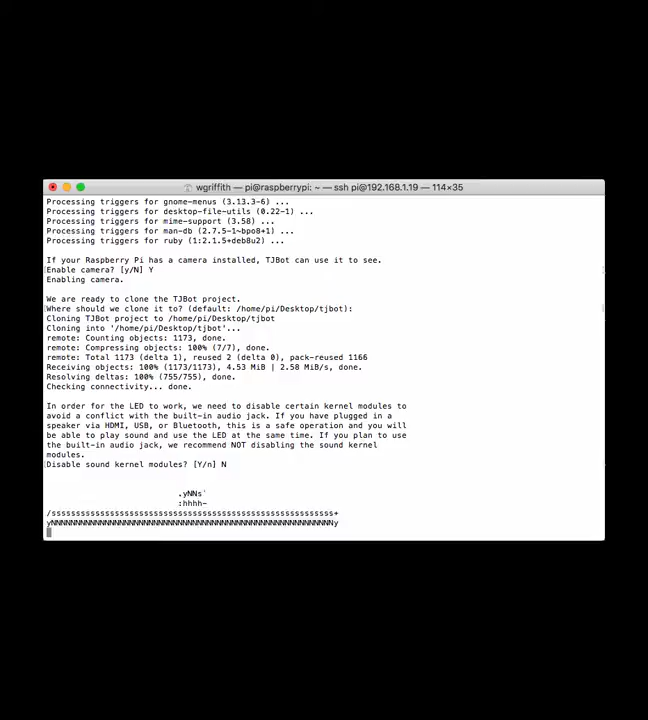 wgriffith — pi@raspberrypi: ~ — ssh pi@192.168.1.19 — 114×35
Processing triggers for gnome-menus (3.13.3-6) ...
Processing triggers for desktop-file-utils (0.22-1) ...
Processing triggers for mime-support (3.58) ...
Processing triggers for man-db (2.7.5-1~bpo8+1) ...
Processing triggers for ruby (1:2.1.5+deb8u2) ...
If your Raspberry Pi has a camera installed, TJBot can use it to see.
Enable camera? [y/N] Y
Enabling camera.
We are ready to clone the TJBot project.
Where should we clone it to? (default: /home/pi/Desktop/tjbot):
Cloning TJBot project to /home/pi/Desktop/tjbot
Cloning into '/home/pi/Desktop/tjbot'...
remote: Counting objects: 1173, done.
remote: Compressing objects: 100% (7/7), done.
remote: Total 1173 (delta 1), reused 2 (delta 0), pack-reused 1166
Receiving objects: 100% (1173/1173), 4.53 MiB | 2.58 MiB/s, done.
Resolving deltas: 100% (755/755), done.
Checking connectivity... done.
In order for the LED to work, we need to disable certain kernel modules to
avoid a conflict with the built-in audio jack. If you have plugged in a
speaker via HDMI, USB, or Bluetooth, this is a safe operation and you will
be able to play sound and use the LED at the same time. If you plan to use
the built-in audio jack, we recommend NOT disabling the sound kernel
modules.
Disable sound kernel modules? [Y/n] N
.yNNs`
:hhhh-
/ssssssssssssssssssssssssssssssssssssssssssssssssssssssssss+
yNNNNNNNNNNNNNNNNNNNNNNNNNNNNNNNNNNNNNNNNNNNNNNNNNNNNNNNNNNy